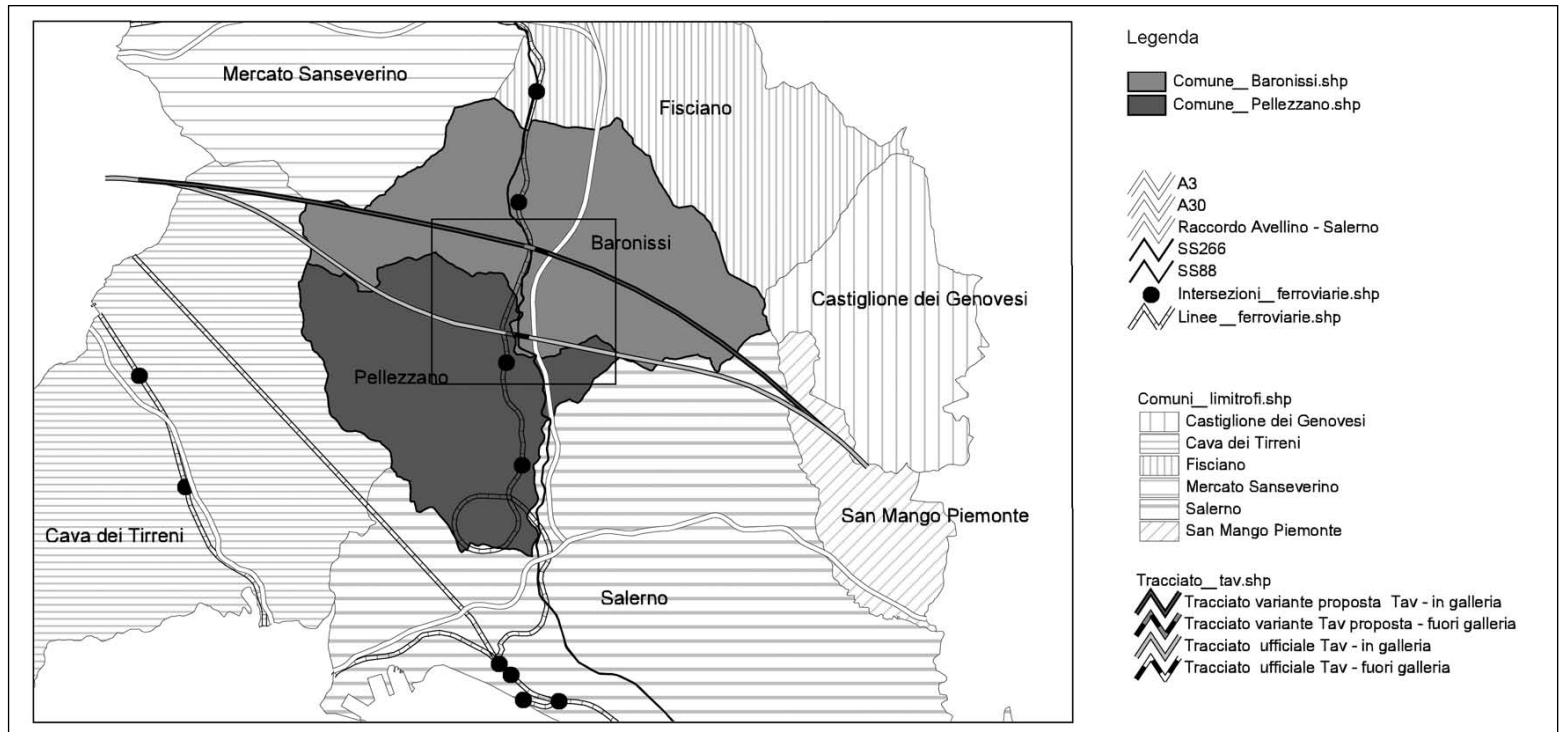 Mercato Sanseverino
Fisciano
Baronissi
Castiglione dei Genovesi
Pellezzano
San Mango Piemonte
Cava dei Tirreni
Salerno
Legenda
Comune__Baronissi.shp
Comune__Pellezzano.shp
A3
A30
Raccordo Avellino - Salerno
SS266
SS88
Intersezioni__ferroviarie.shp
Linee__ferroviarie.shp
Comuni__limitrofi.shp
Castiglione dei Genovesi
Cava dei Tirreni
Fisciano
Mercato Sanseverino
Salerno
San Mango Piemonte
Tracciato__tav.shp
Tracciato variante proposta Tav - in galleria
Tracciato variante Tav proposta - fuori galleria
Tracciato ufficiale Tav - in galleria
Tracciato ufficiale Tav - fuori galleria